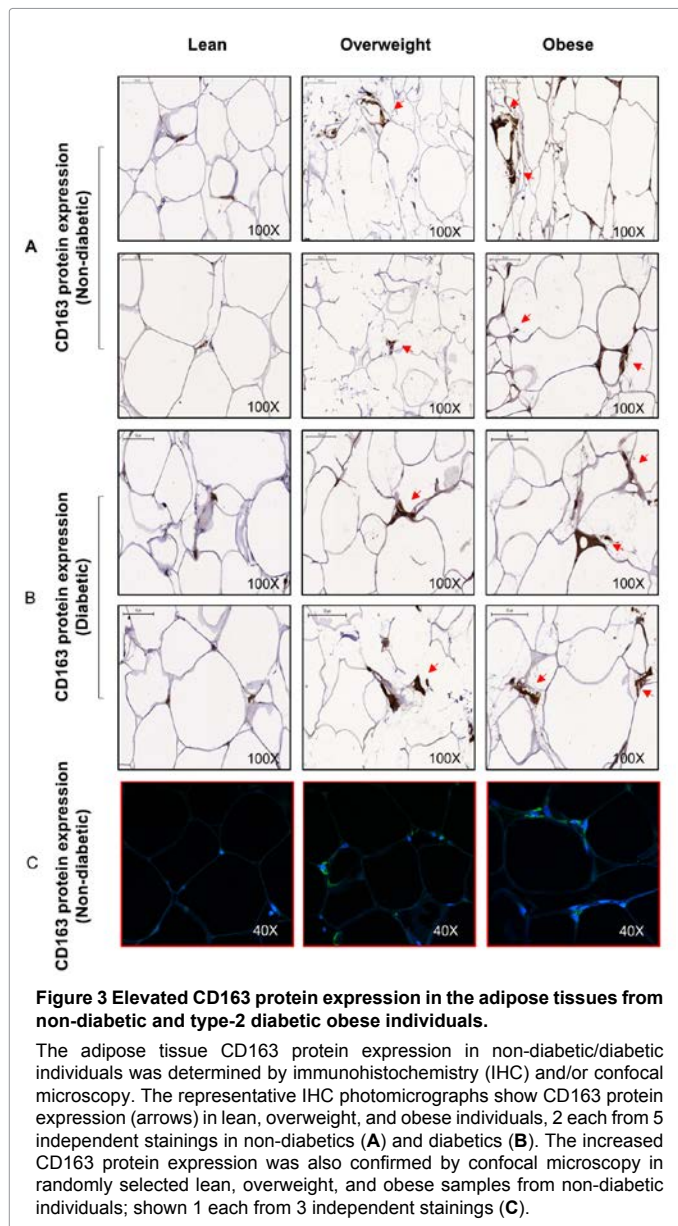 Lean Overweight Obese
A
CD163 protein expression
(Non-diabetic)
100X 100X 100X
100X 100X 100X
B
CD163 protein expression
(Diabetic)
100X 100X 100X
100X 100X 100X
C
CD163 protein expression
(Non-diabetic)
40X 40X 40X
Figure 3 Elevated CD163 protein expression in the adipose tissues from
non-diabetic and type-2 diabetic obese individuals.
The adipose tissue CD163 protein expression in non-diabetic/diabetic
individuals was determined by immunohistochemistry (IHC) and/or confocal
microscopy. The representative IHC photomicrographs show CD163 protein
expression (arrows) in lean, overweight, and obese individuals, 2 each from 5
independent stainings in non-diabetics (A) and diabetics (B). The increased
CD163 protein expression was also confirmed by confocal microscopy in
randomly selected lean, overweight, and obese samples from non-diabetic
individuals; shown 1 each from 3 independent stainings (C).